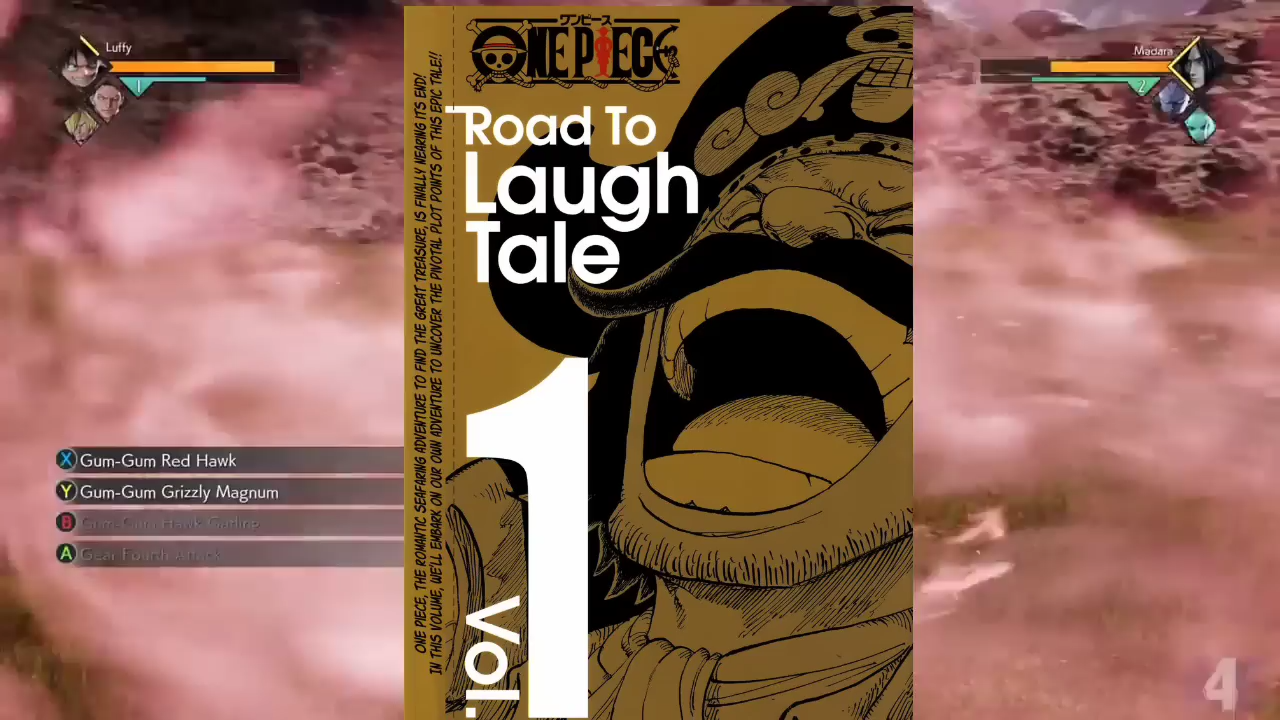 Luffy
1
Madara
2
ワンピース
ONE PIECE
Road To
Laugh
Tale
Vol. 1
ONE PIECE, THE ROMANTIC SEAFARING ADVENTURE TO FIND THE GREAT TREASURE, IS FINALLY NEARING ITS END!
IN THIS VOLUME, WE'LL EMBARK ON OUR OWN ADVENTURE TO UNCOVER THE PIVOTAL PLOT POINTS OF THIS EPIC TALE!!
X Gum-Gum Red Hawk
Y Gum-Gum Grizzly Magnum
B Gum-Gum Hawk Gatling
A Gear Fourth Attack
4